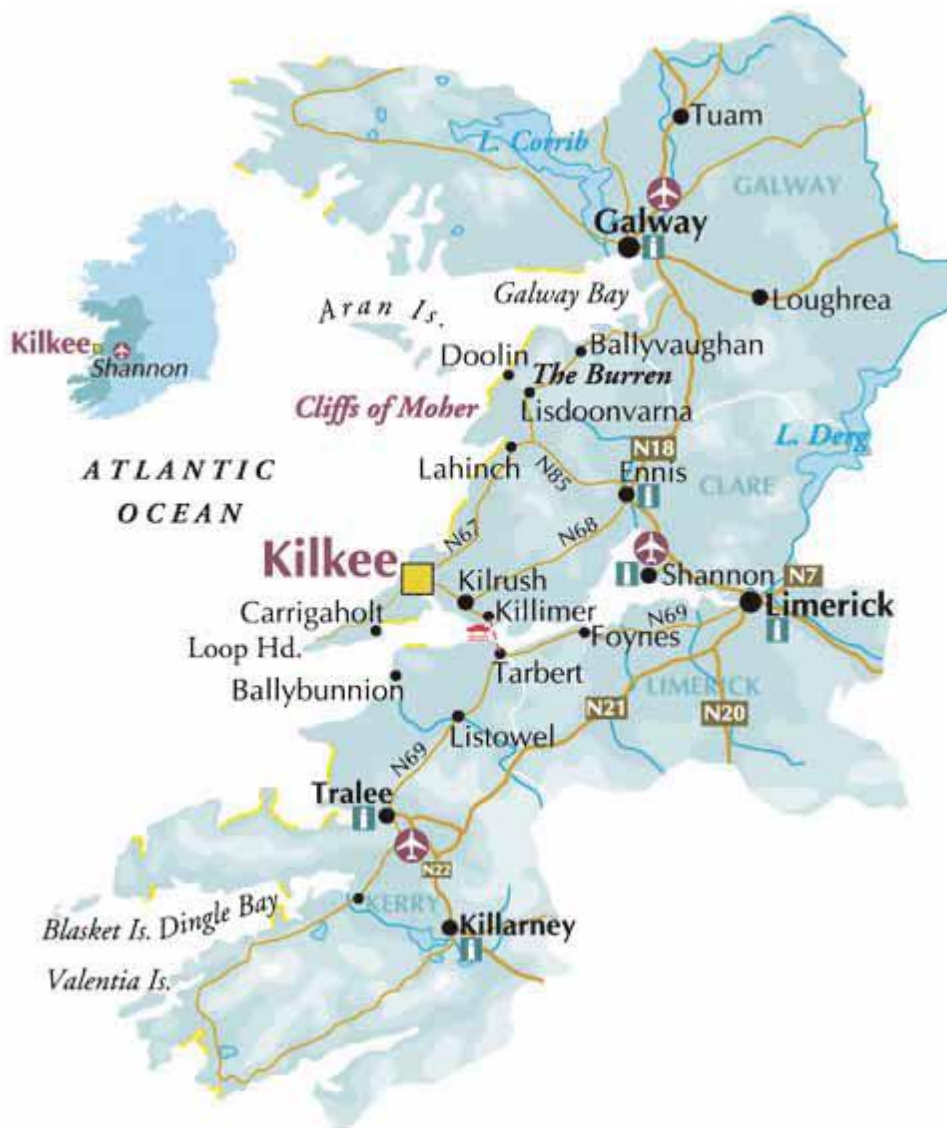 Tuam
L. Corrib
GALWAY
Galway
i
Galway Bay
Loughrea
Aran Is.
Kilkee
Shannon
Doolin
Ballyvaughan
The Burren
Cliffs of Moher
Lisdoonvarna
L. Derg
ATLANTIC
OCEAN
Lahinch
N18
N85
Ennis
i
CLARE
N67
N68
Kilkee
Kilrush
i
Shannon
N7
Carrigaholt
Killimer
N69
Limerick
i
Loop Hd.
Foynes
Tarbert
Ballybunnion
LIMERICK
N21
N20
Listowel
N69
Tralee
i
N22
KERRY
Blasket Is.
Dingle Bay
Killarney
i
Valentia Is.